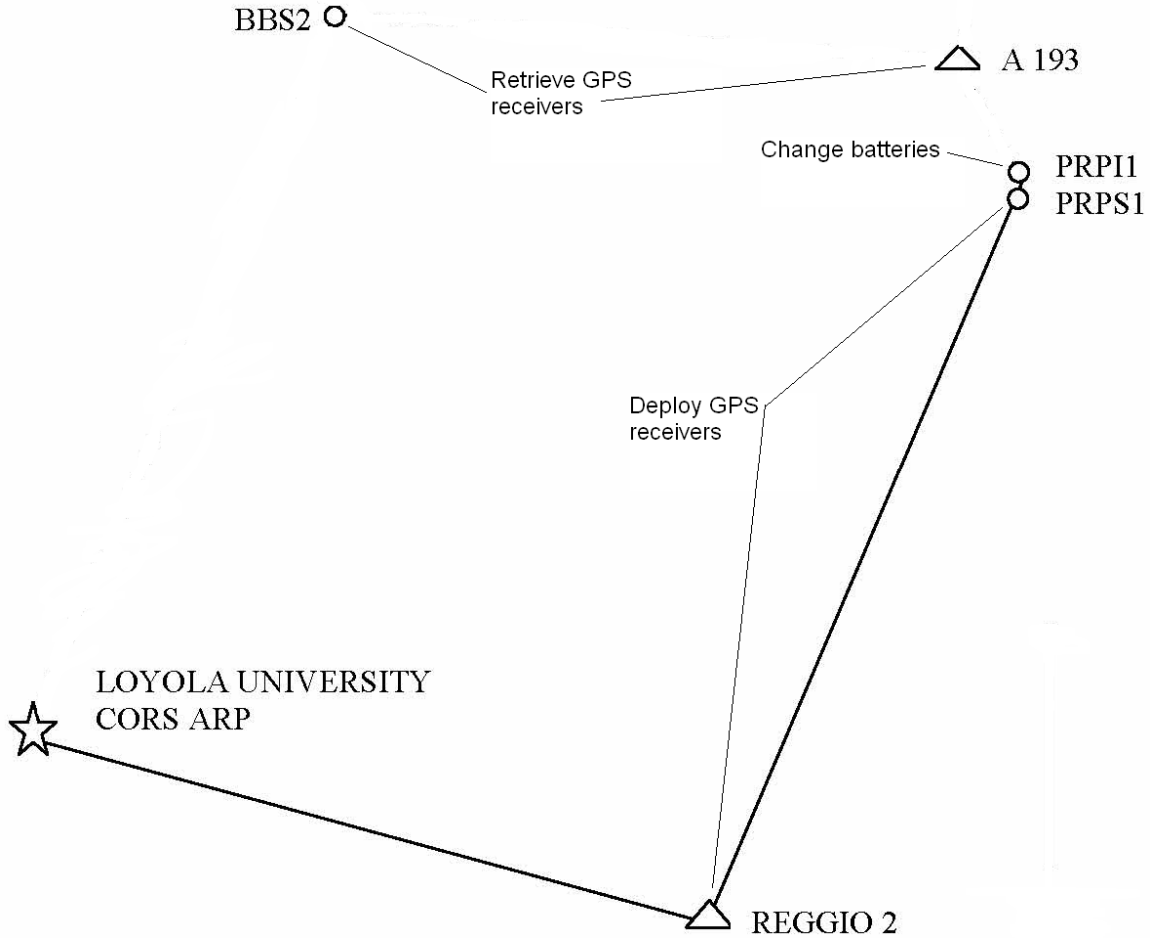 BBS2
A 193
Retrieve GPS
receivers
Change batteries
PRPI1
PRPS1
Deploy GPS
receivers
LOYOLA UNIVERSITY
CORS ARP
REGGIO 2